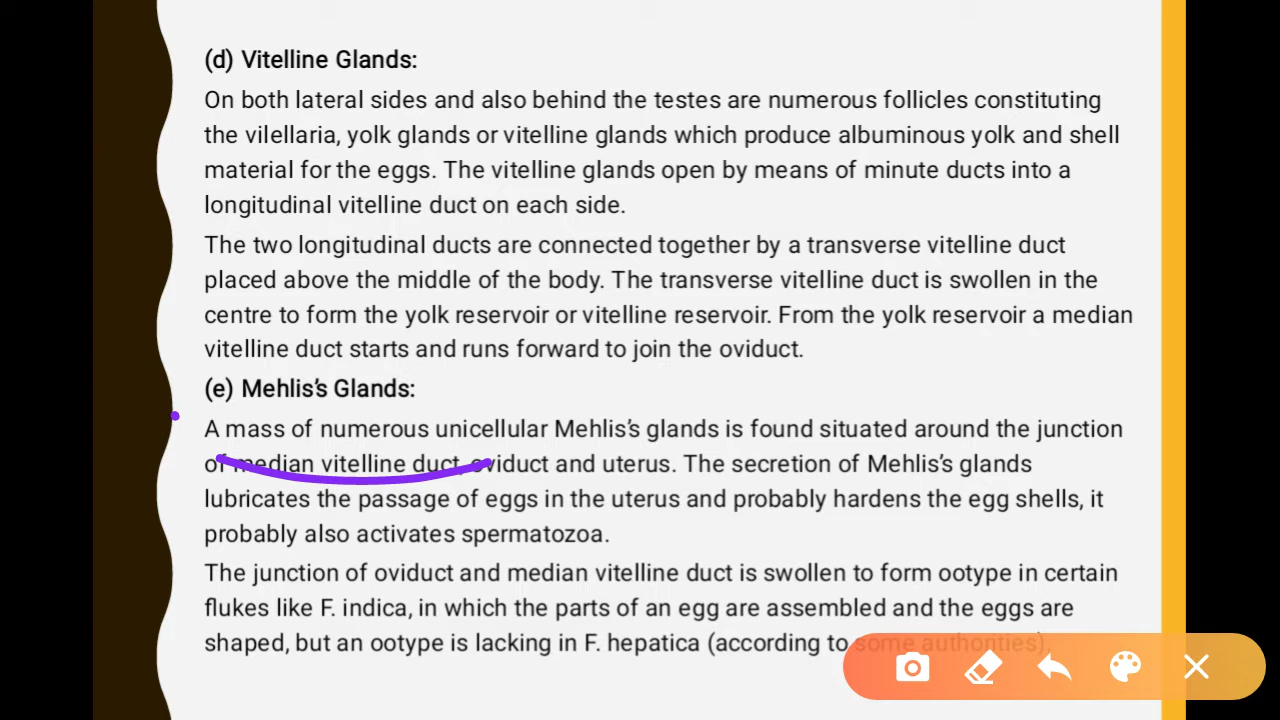 (d) Vitelline Glands:
On both lateral sides and also behind the testes are numerous follicles constituting
the vilellaria, yolk glands or vitelline glands which produce albuminous yolk and shell
material for the eggs. The vitelline glands open by means of minute ducts into a
longitudinal vitelline duct on each side.
The two longitudinal ducts are connected together by a transverse vitelline duct
placed above the middle of the body. The transverse vitelline duct is swollen in the
centre to form the yolk reservoir or vitelline reservoir. From the yolk reservoir a median
vitelline duct starts and runs forward to join the oviduct.
(e) Mehlis's Glands:
A mass of numerous unicellular Mehlis's glands is found situated around the junction
of median vitelline duct, oviduct and uterus. The secretion of Mehlis's glands
lubricates the passage of eggs in the uterus and probably hardens the egg shells, it
probably also activates spermatozoa.
The junction of oviduct and median vitelline duct is swollen to form ootype in certain
flukes like F. indica, in which the parts of an egg are assembled and the eggs are
shaped, but an ootype is lacking in F. hepatica (according to some authorities).